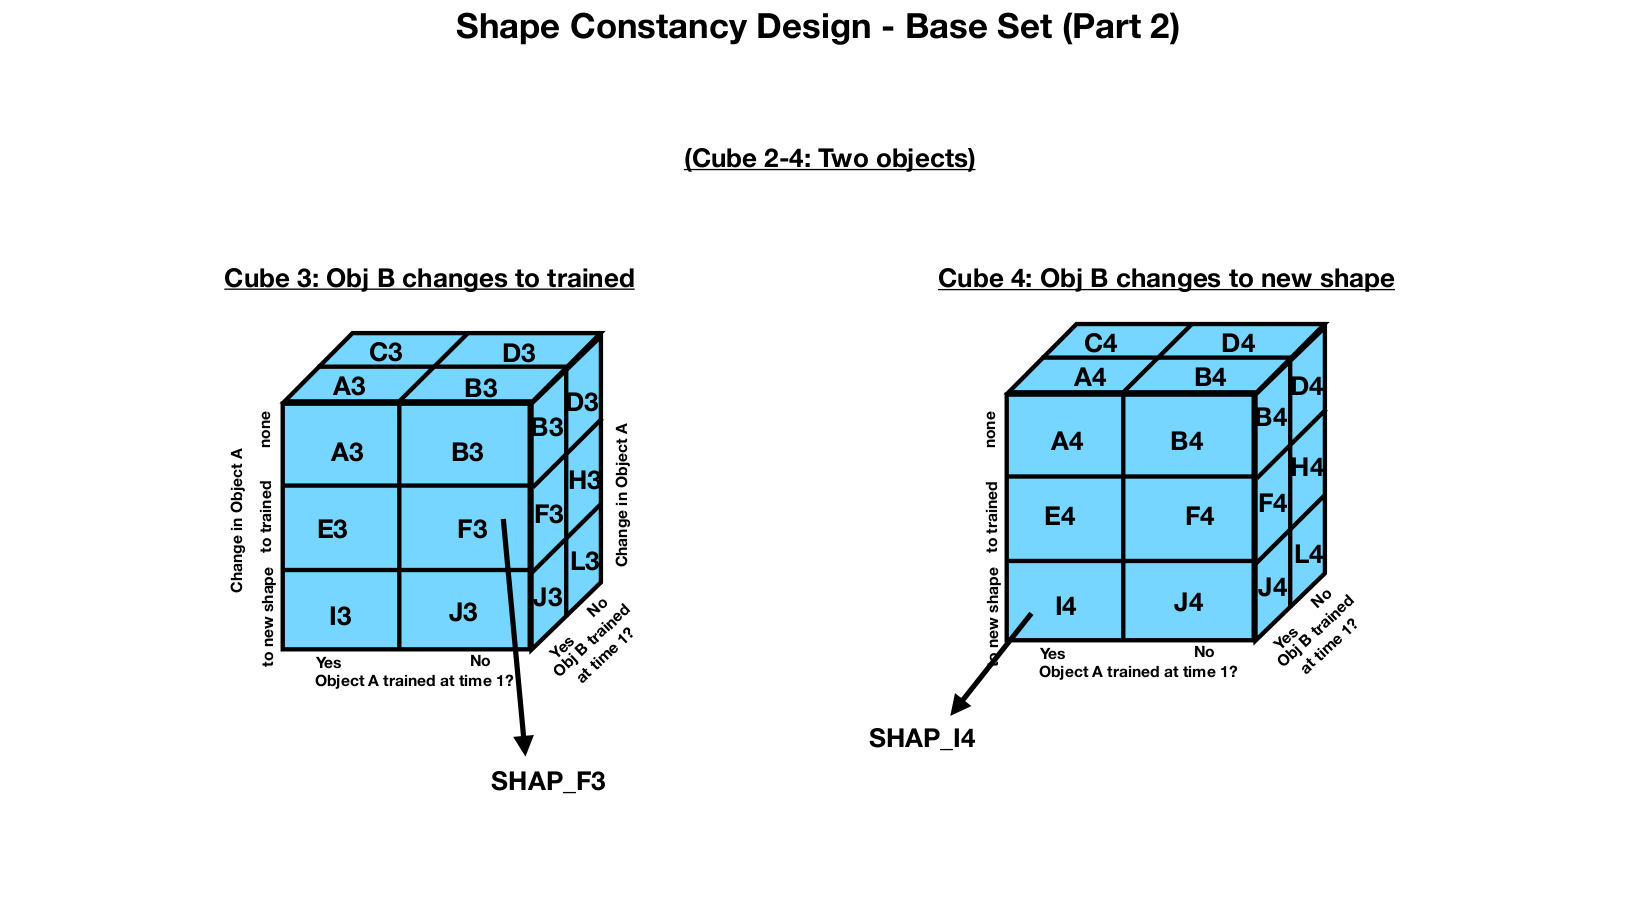 Shape Constancy Design - Base Set (Part 2)
(Cube 2-4: Two objects)
Cube 3: Obj B changes to trained
C3
D3
A3
B3
A3
B3
B3
D3
E3
F3
F3
H3
I3
J3
J3
L3
Change in Object A
none
to trained
to new shape
Change in Object A
Yes
No
Object A trained at time 1?
Yes
No
Obj B trained
at time 1?
SHAP_F3
Cube 4: Obj B changes to new shape
C4
D4
A4
B4
A4
B4
B4
D4
E4
F4
F4
H4
I4
J4
J4
L4
none
to trained
to new shape
Yes
No
Object A trained at time 1?
Yes
No
Obj B trained
at time 1?
SHAP_I4